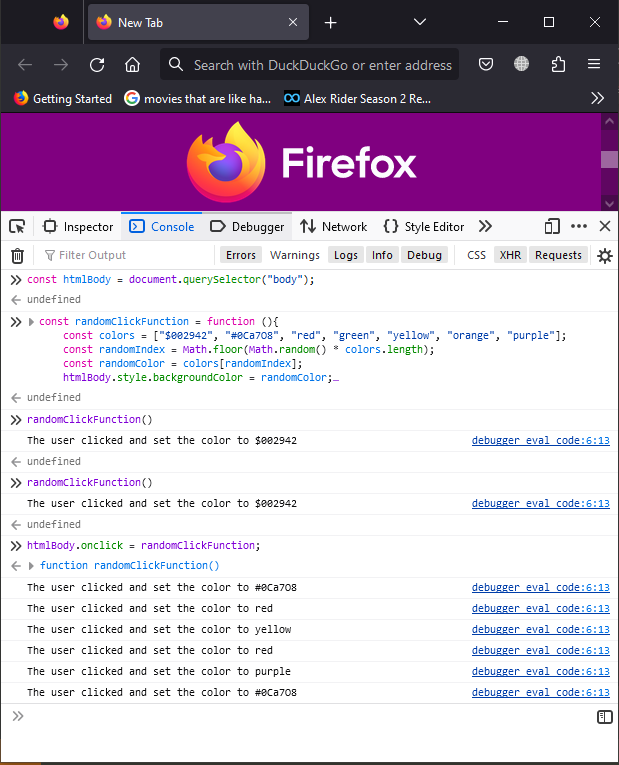 New Tab
Search with DuckDuckGo or enter address
Getting Started
G movies that are like ha...
Alex Rider Season 2 Re...
Firefox
Inspector
Console
Debugger
Network
Style Editor
Filter Output
Errors
Warnings
Logs
Info
Debug
CSS
XHR
Requests
const htmlBody = document.querySelector("body");
undefined
const randomClickFunction = function (){
const colors = ["$002942", "#0Ca7O8", "red", "green", "yellow", "orange", "purple"];
const randomIndex = Math.floor(Math.random() * colors.length);
const randomColor = colors[randomIndex];
htmlBody.style.backgroundColor = randomColor;…
undefined
randomClickFunction()
The user clicked and set the color to $002942 debugger eval code:6:13
undefined
randomClickFunction()
The user clicked and set the color to $002942 debugger eval code:6:13
undefined
htmlBody.onclick = randomClickFunction;
function randomClickFunction()
The user clicked and set the color to #0Ca7O8 debugger eval code:6:13
The user clicked and set the color to red debugger eval code:6:13
The user clicked and set the color to yellow debugger eval code:6:13
The user clicked and set the color to red debugger eval code:6:13
The user clicked and set the color to purple debugger eval code:6:13
The user clicked and set the color to #0Ca7O8 debugger eval code:6:13